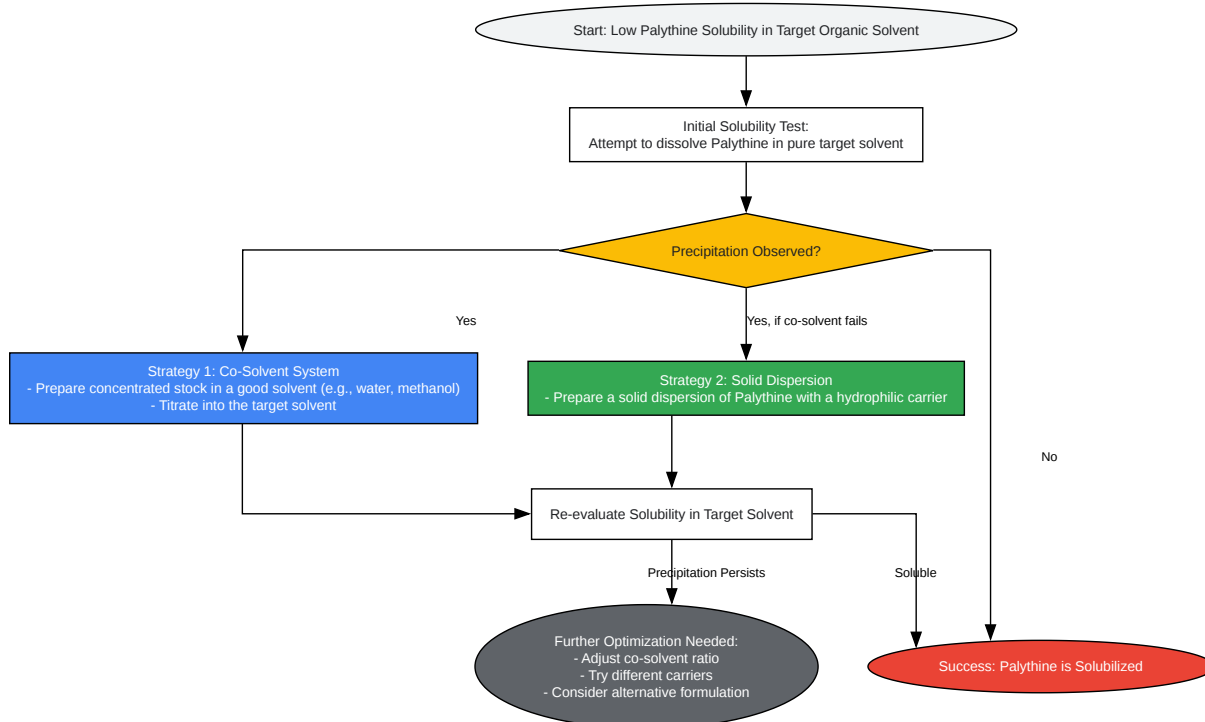 Start: Low Palythine Solubility in Target Organic Solvent
Initial Solubility Test:
Attempt to dissolve Palythine in pure target solvent
Precipitation Observed?
Yes
Yes, if co-solvent fails
Strategy 1: Co-Solvent System
- Prepare concentrated stock in a good solvent (e.g., water, methanol)
- Titrate into the target solvent
Strategy 2: Solid Dispersion
- Prepare a solid dispersion of Palythine with a hydrophilic carrier
No
Re-evaluate Solubility in Target Solvent
Precipitation Persists
Soluble
Further Optimization Needed:
- Adjust co-solvent ratio
- Try different carriers
- Consider alternative formulation
Success: Palythine is Solubilized